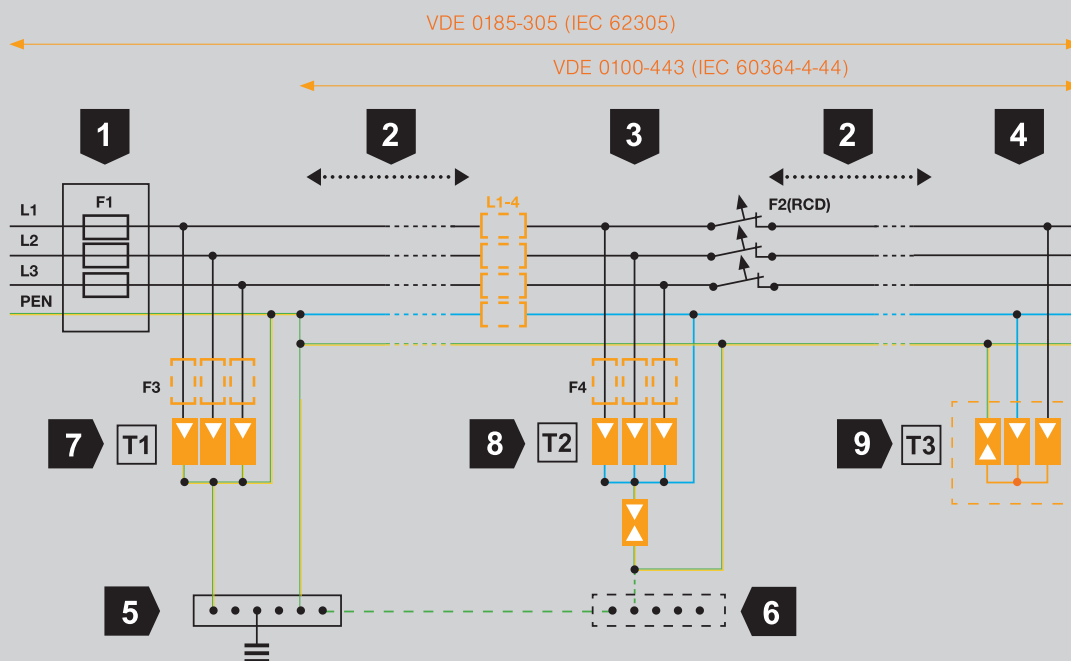 VDE 0185-305 (IEC 62305)
VDE 0100-443 (IEC 60364-4-44)
1
2
3
2
4
F1
L1-4
F2(RCD)
L1
L2
L3
PEN
F3
F4
7
T1
8
T2
9
T3
5
6